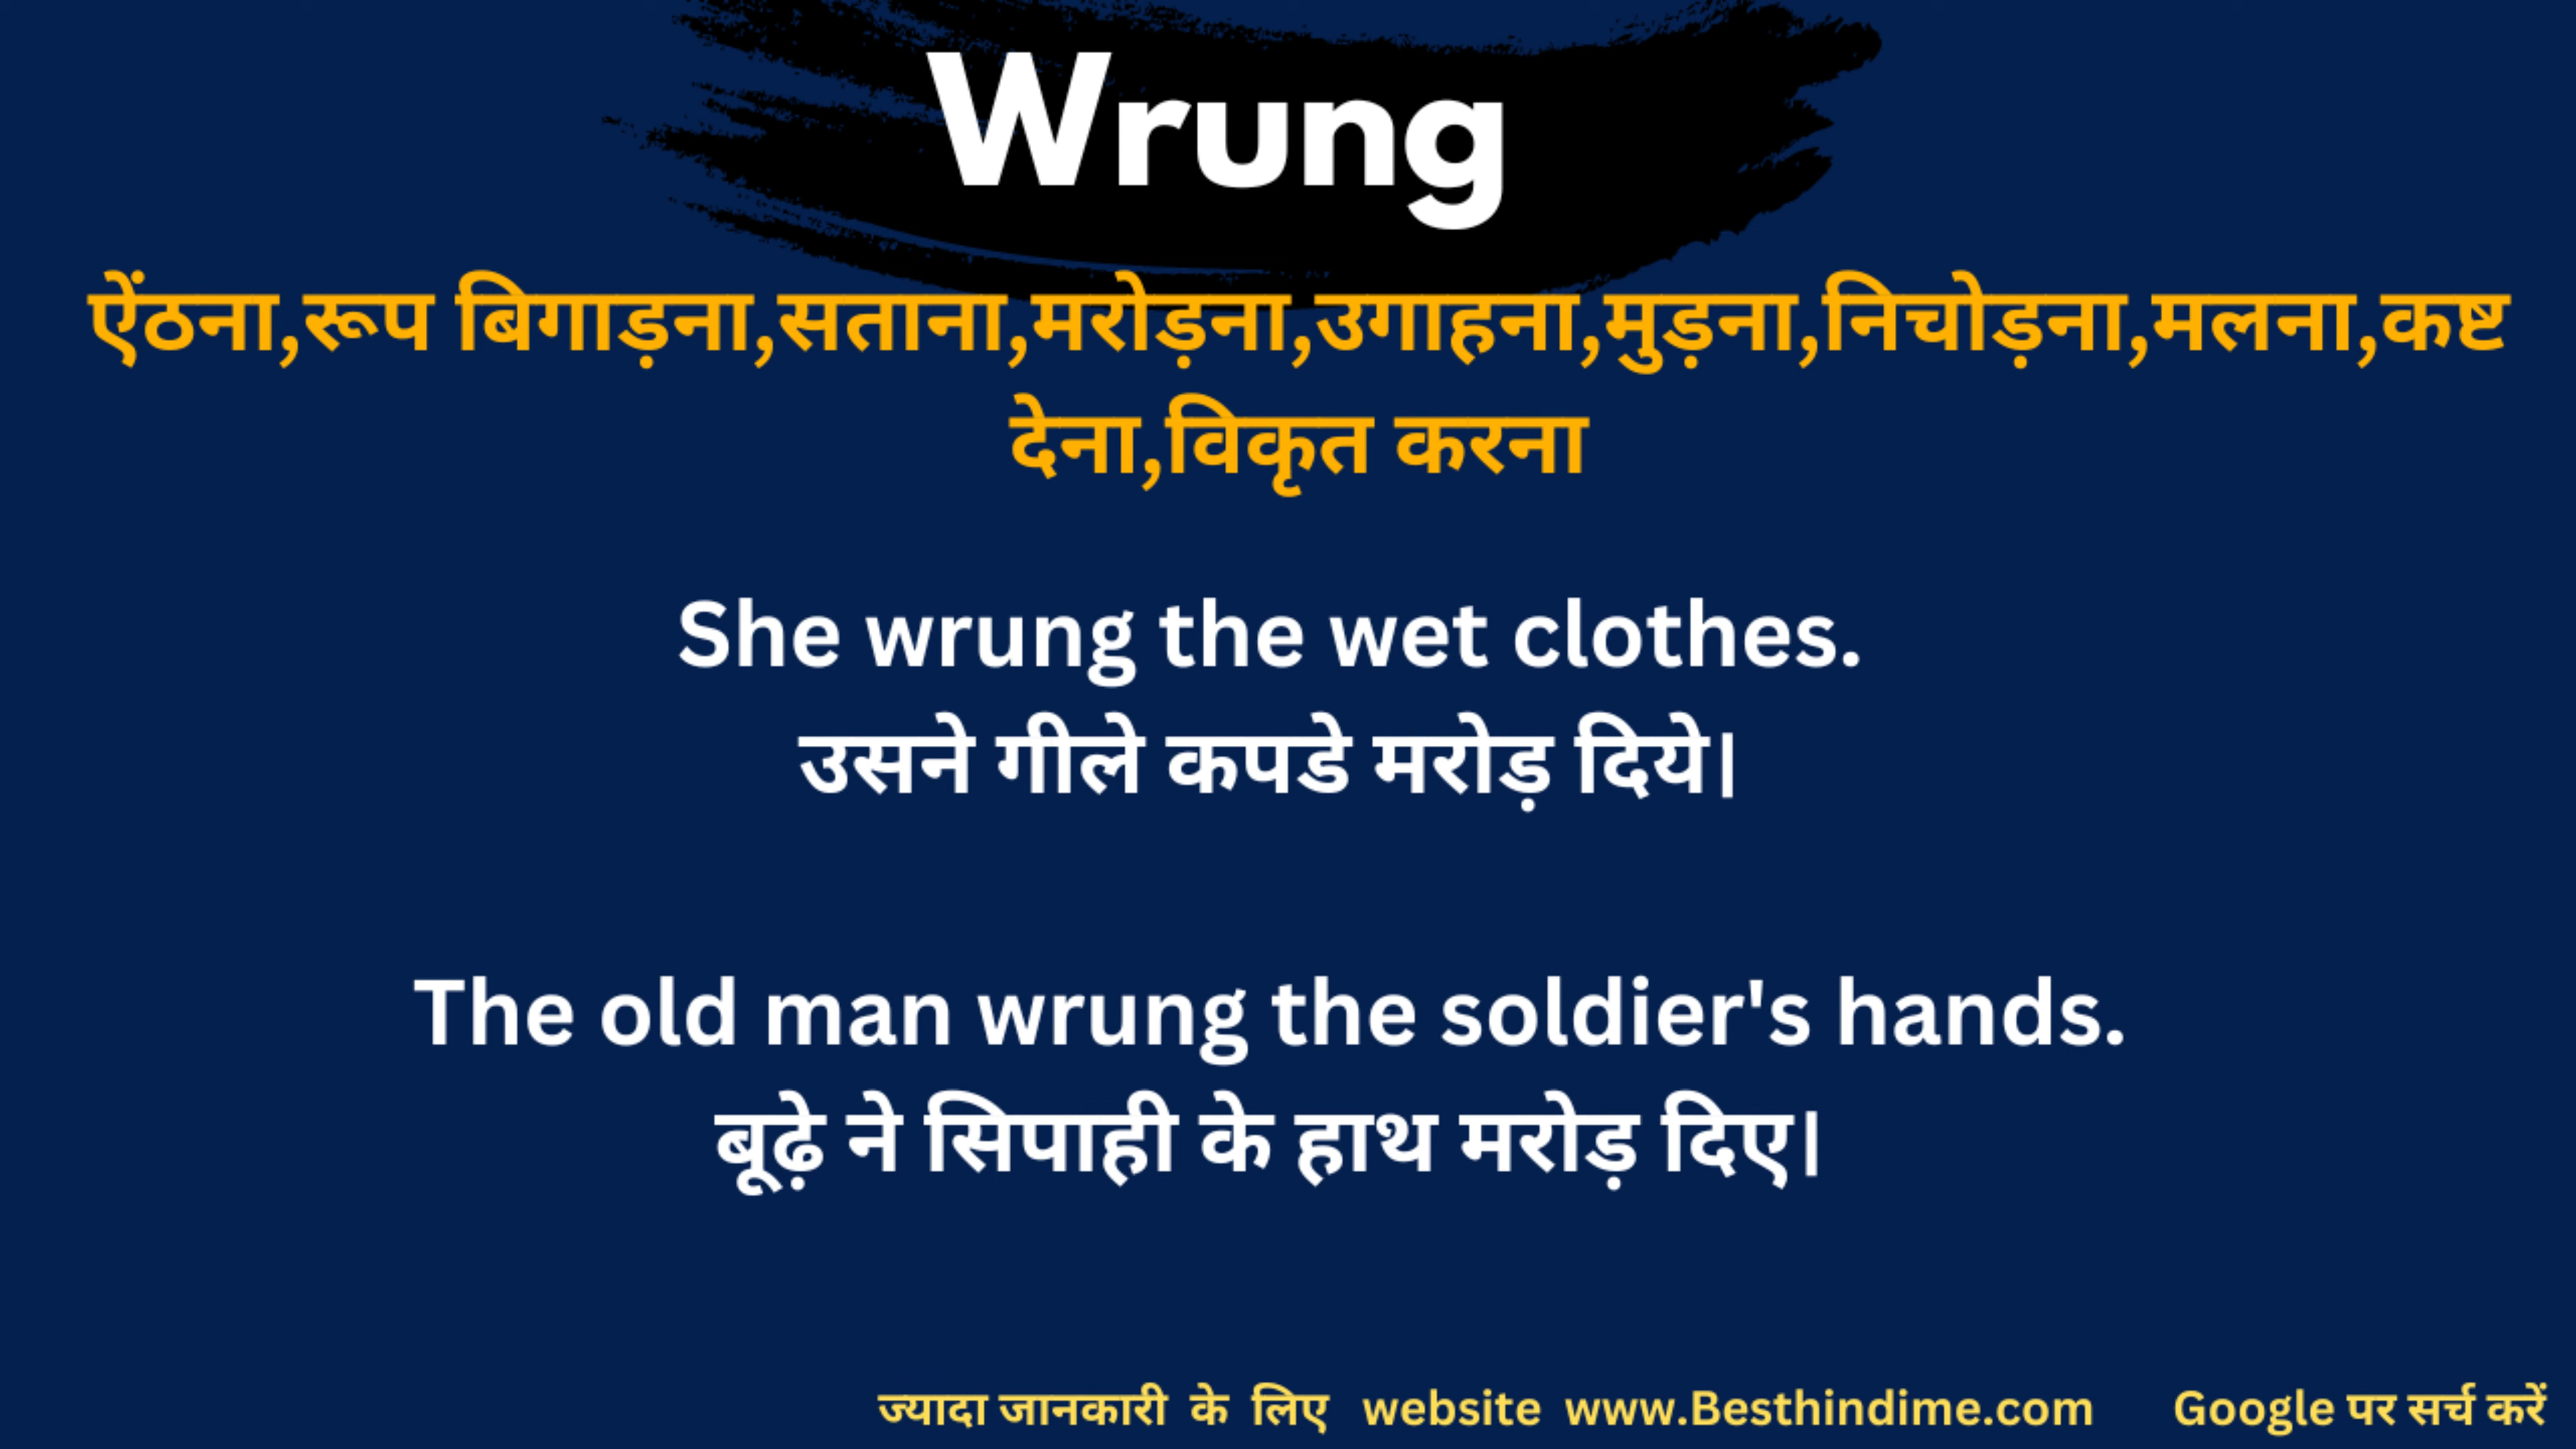 Wrung
ऐंठना,रूप बिगाड़ना,सताना,मरोड़ना,उगाहना,मुड़ना,निचोड़ना,मलना,कष्ट
देना,विकृत करना
She wrung the wet clothes.
उसने गीले कपडे मरोड़ दिये|
The old man wrung the soldier's hands.
बूढ़े ने सिपाही के हाथ मरोड़ दिए|
ज्यादा जानकारी के लिए website www.Besthindime.com Google पर सर्च करें